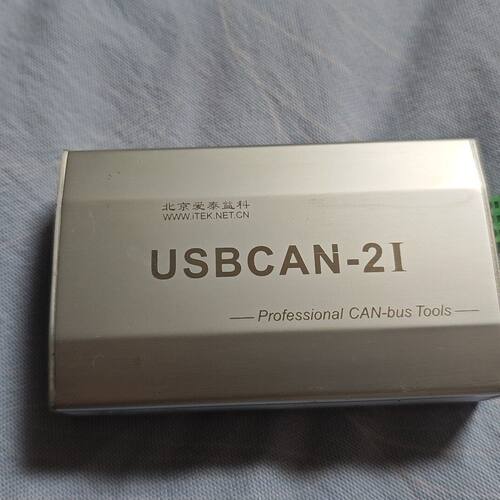 北京爱泰益科
WWW.iTEK.NET.CN
USBCAN-2I
Professional CAN-bus Tools